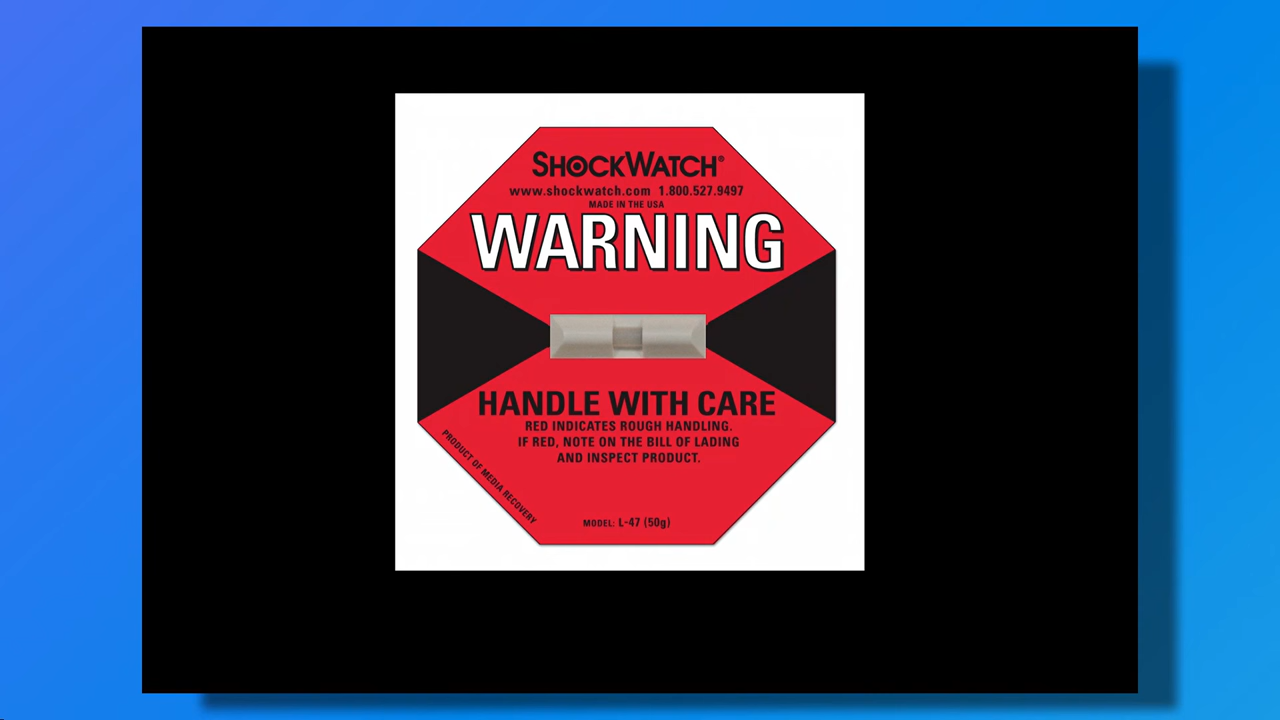 SHOCKWATCH®
www.shockwatch.com 1.800.527.9497
MADE IN THE USA
WARNING
HANDLE WITH CARE
RED INDICATES ROUGH HANDLING.
IF RED, NOTE ON THE BILL OF LADING
AND INSPECT PRODUCT.
PRODUCT OF MEDIA RECOVERY
MODEL: L-47 (50g)